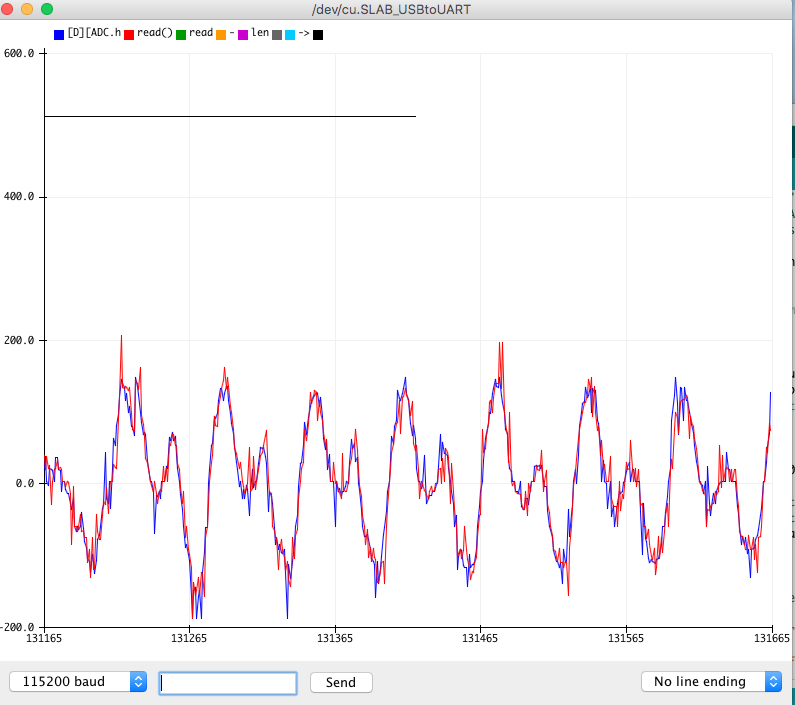 /dev/cu.SLAB_USBtoUART
[D][ADC.h read() read - len ->
600.0
400.0
200.0
0.0
-200.0
131165 131265 131365 131465 131565 131665
115200 baud Send No line ending